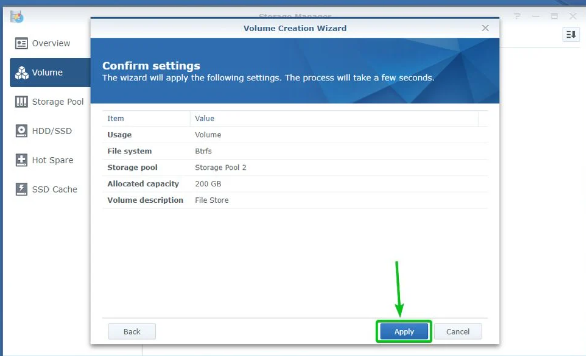 Storage Manager
Volume Creation Wizard
Overview
Volume
Storage Pool
HDD/SSD
Hot Spare
SSD Cache
Confirm settings
The wizard will apply the following settings. The process will take a few seconds.
Item Value
Usage Volume
File system Btrfs
Storage pool Storage Pool 2
Allocated capacity 200 GB
Volume description File Store
Back Apply Cancel